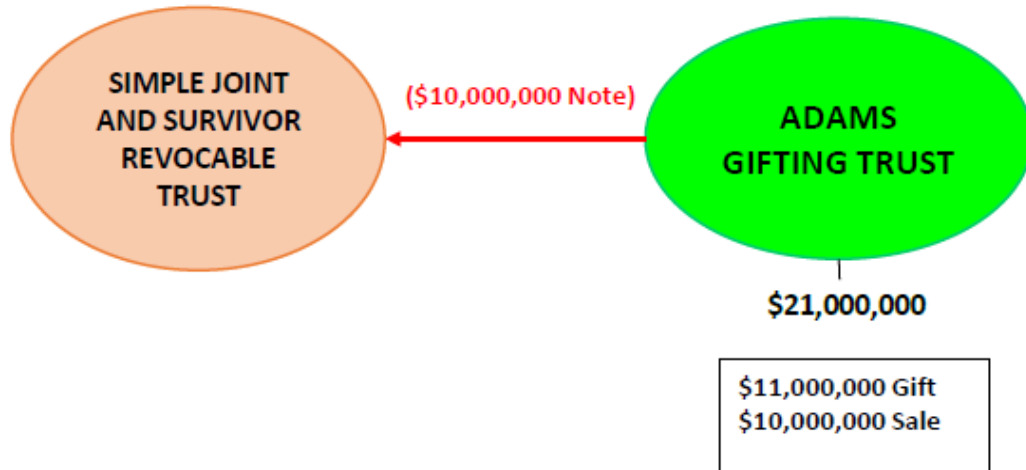 SIMPLE JOINT
AND SURVIVOR
REVOCABLE
TRUST
($10,000,000 Note)
ADAMS
GIFTING TRUST
$21,000,000
$11,000,000 Gift
$10,000,000 Sale